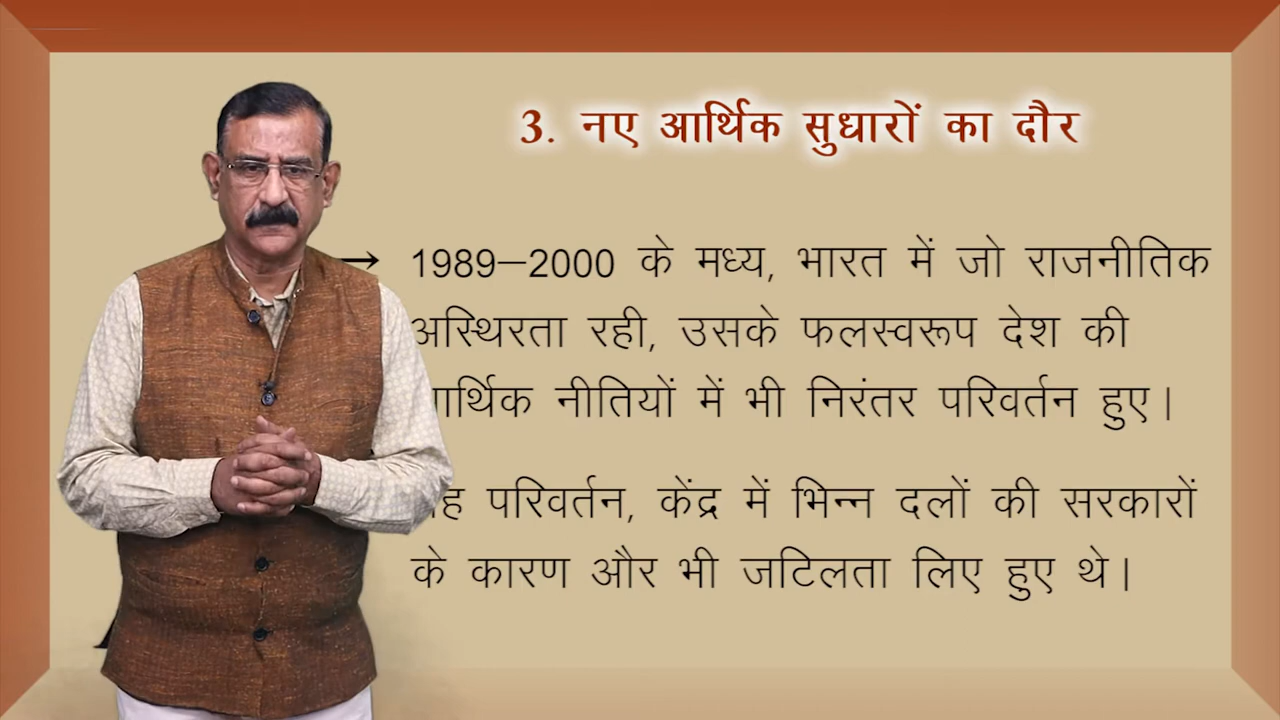 3. नए आर्थिक सुधारों का दौर
→ 1989–2000 के मध्य, भारत में जो राजनीतिक
अस्थिरता रही, उसके फलस्वरूप देश की
नीतियों में भी निरंतर परिवर्तन हुए।
परिवर्तन, केंद्र में भिन्न दलों की सरकारों
के कारण और भी जटिलता लिए हुए थे।